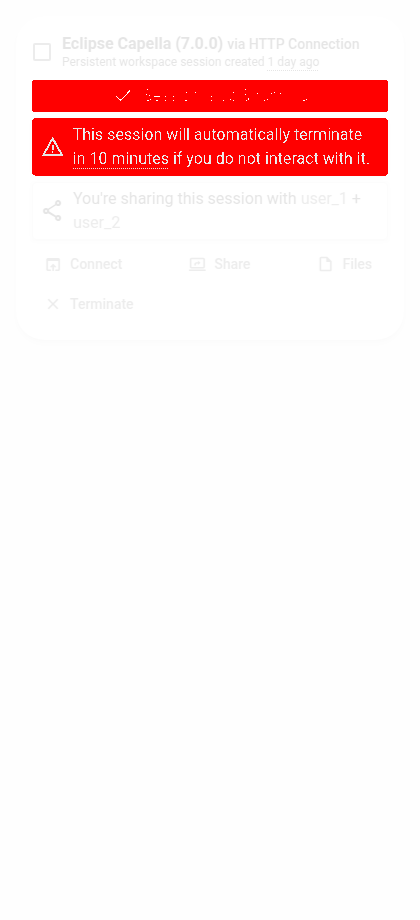 Eclipse Capella (7.0.0) via HTTP Connection
Persistent workspace session created 1 day ago
This session will automatically terminate
in 10 minutes if you do not interact with it.
You're sharing this session with user_1 +
user_2
Connect Share Files
Terminate